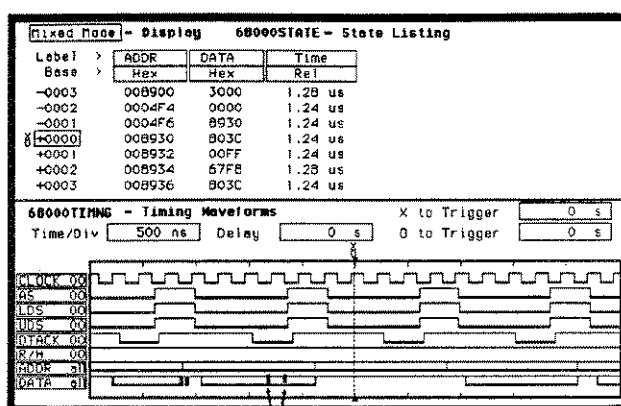 Mixed Mode - Display 68000STATE - State Listing
Label > ADDR DATA Time
Base > Hex Hex Rel
-0003 008900 3000 1.28 us
-0002 0004F4 0000 1.24 us
-0001 0004F6 8930 1.24 us
+0000 008930 B03C 1.24 us
+0001 008932 00FF 1.24 us
+0002 008934 67F8 1.28 us
+0003 008936 B03C 1.24 us
68000TIMNG - Timing Waveforms X to Trigger 0 s
Time/Div 500 ns Delay 0 s O to Trigger 0 s
CLOCK 00
AS 00
LDS 00
UDS 00
DTACK 00
R/W 00
ADDR all
DATA all